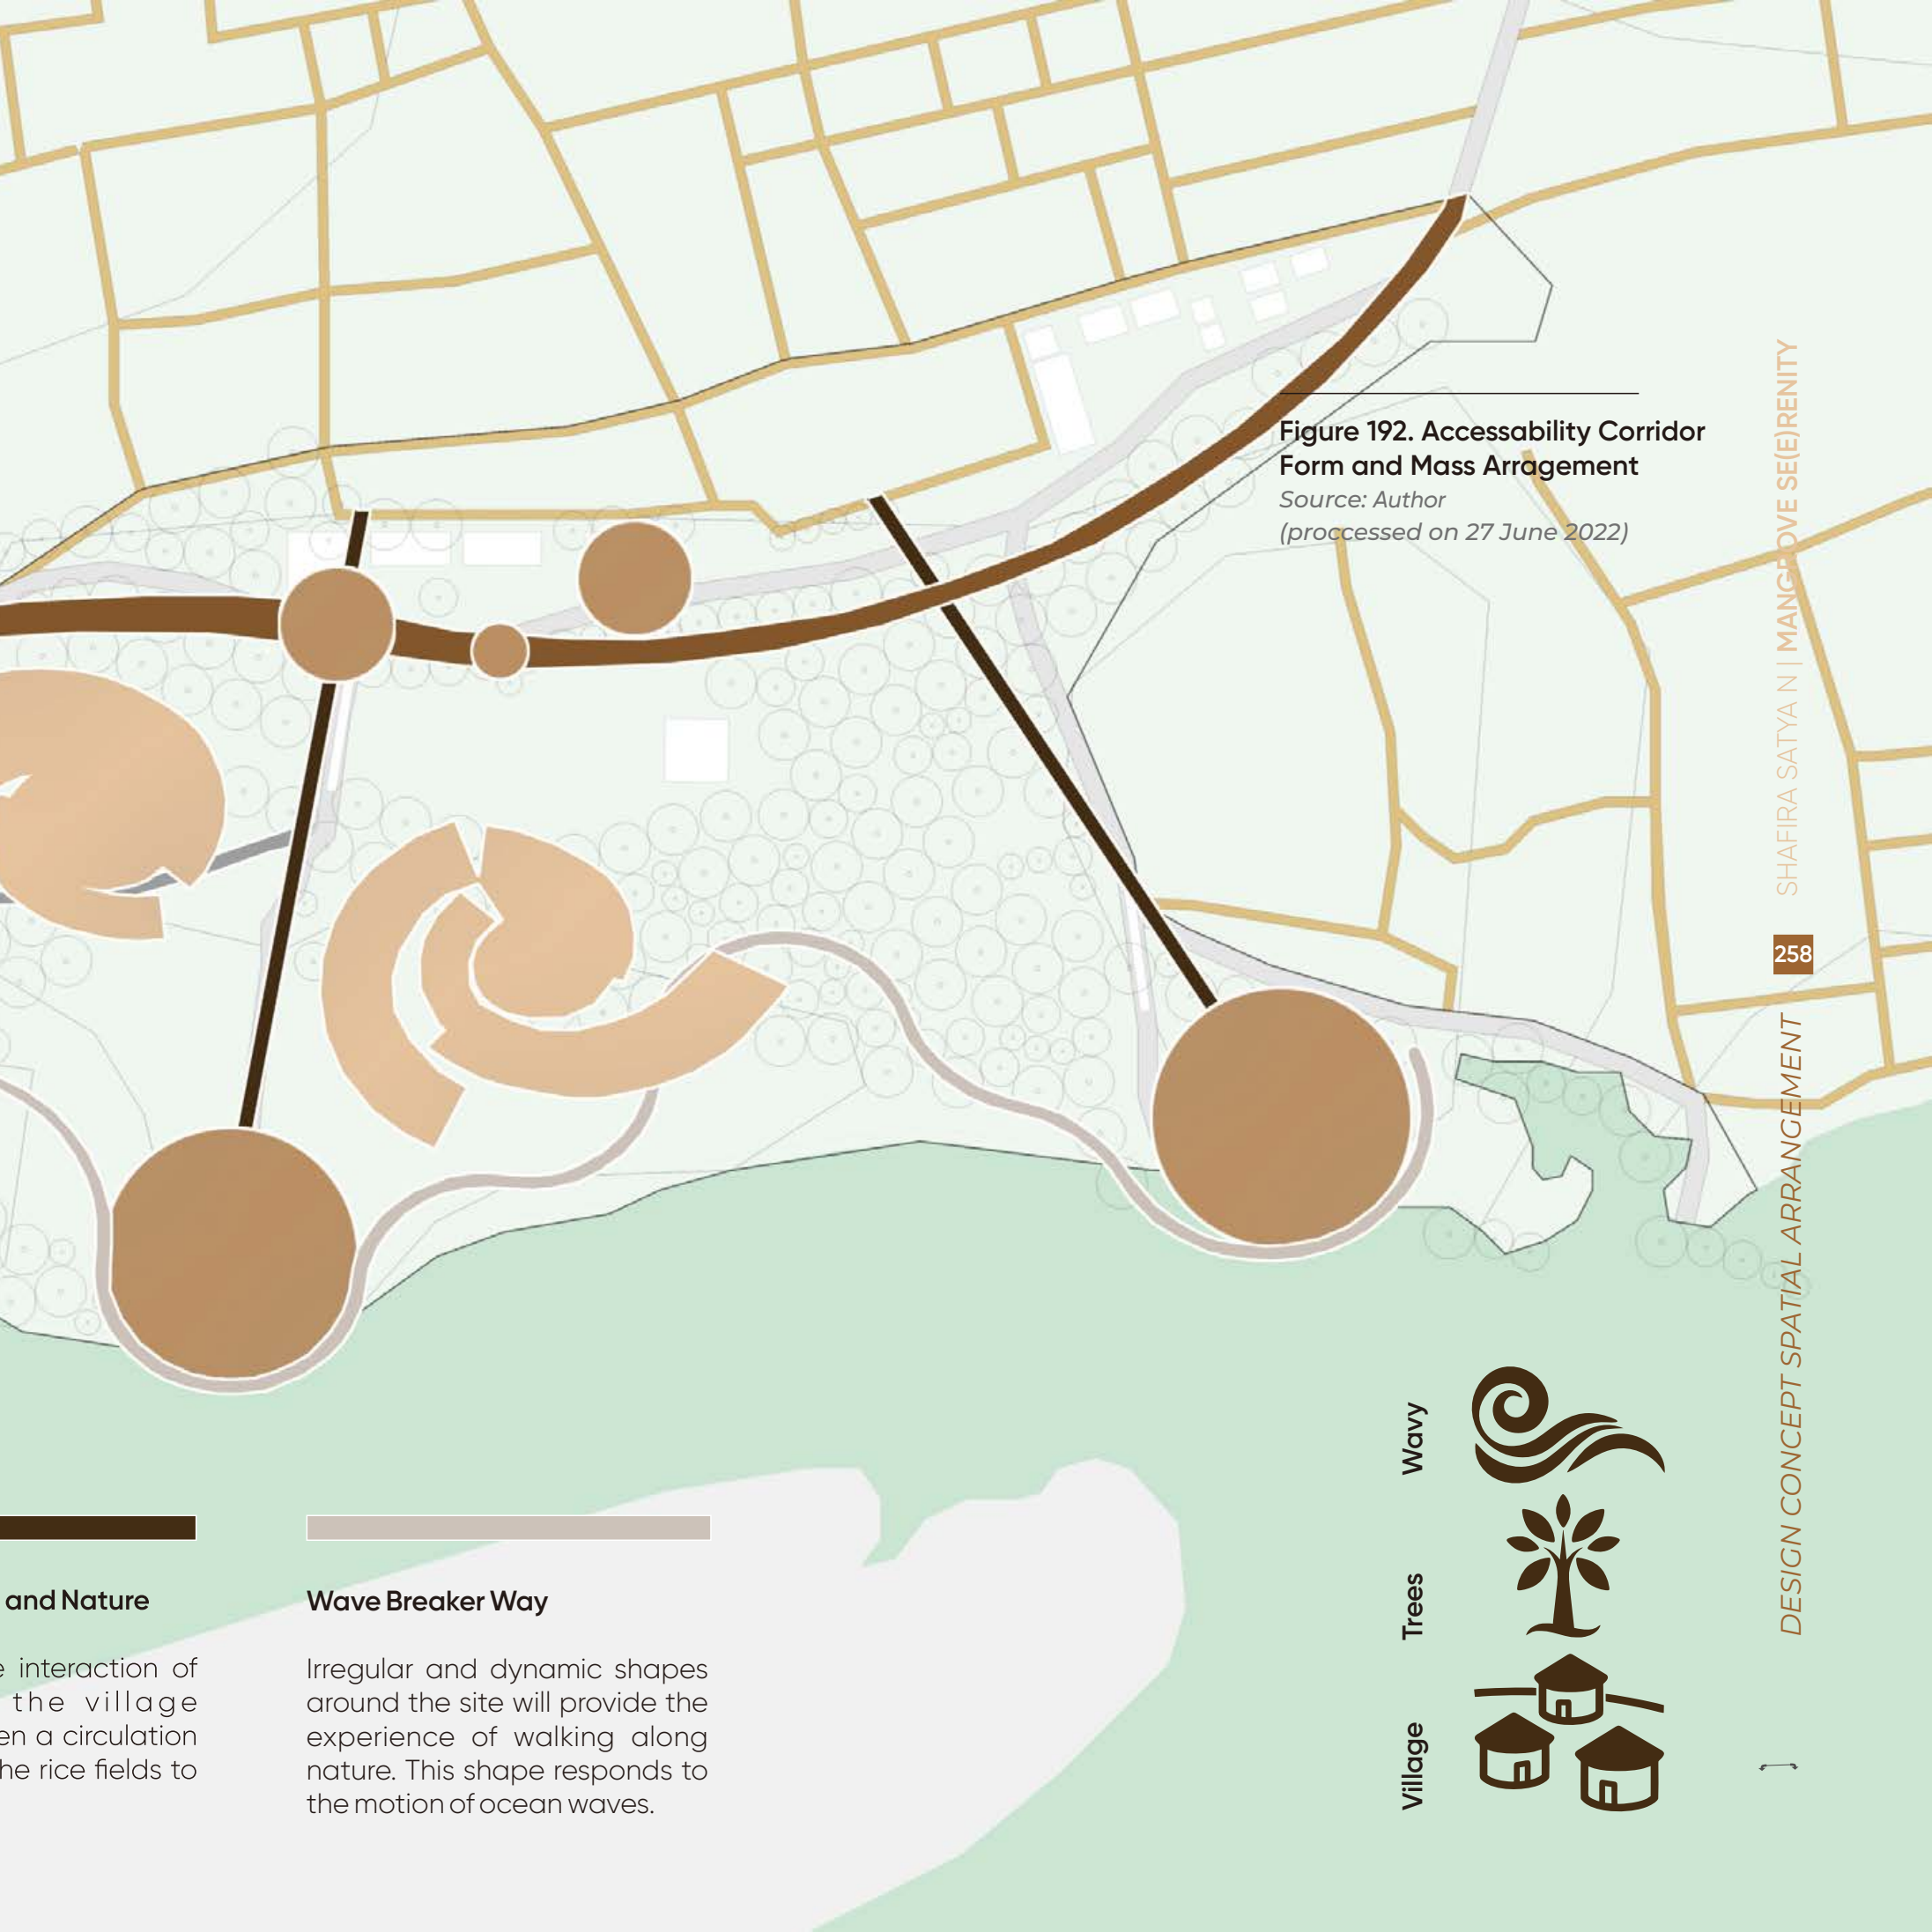 Figure 192. Accessability Corridor
Form and Mass Arragement
Source: Author
(proccessed on 27 June 2022)
SHAFIRA SATYA N | MANGROVE SE(E)RENITY
258
DESIGN CONCEPT SPATIAL ARRANGEMENT
Wavy
Trees
Village
and Nature
interaction of
the village
a circulation
rice fields to
Wave Breaker Way
Irregular and dynamic shapes
around the site will provide the
experience of walking along
nature. This shape responds to
the motion of ocean waves.